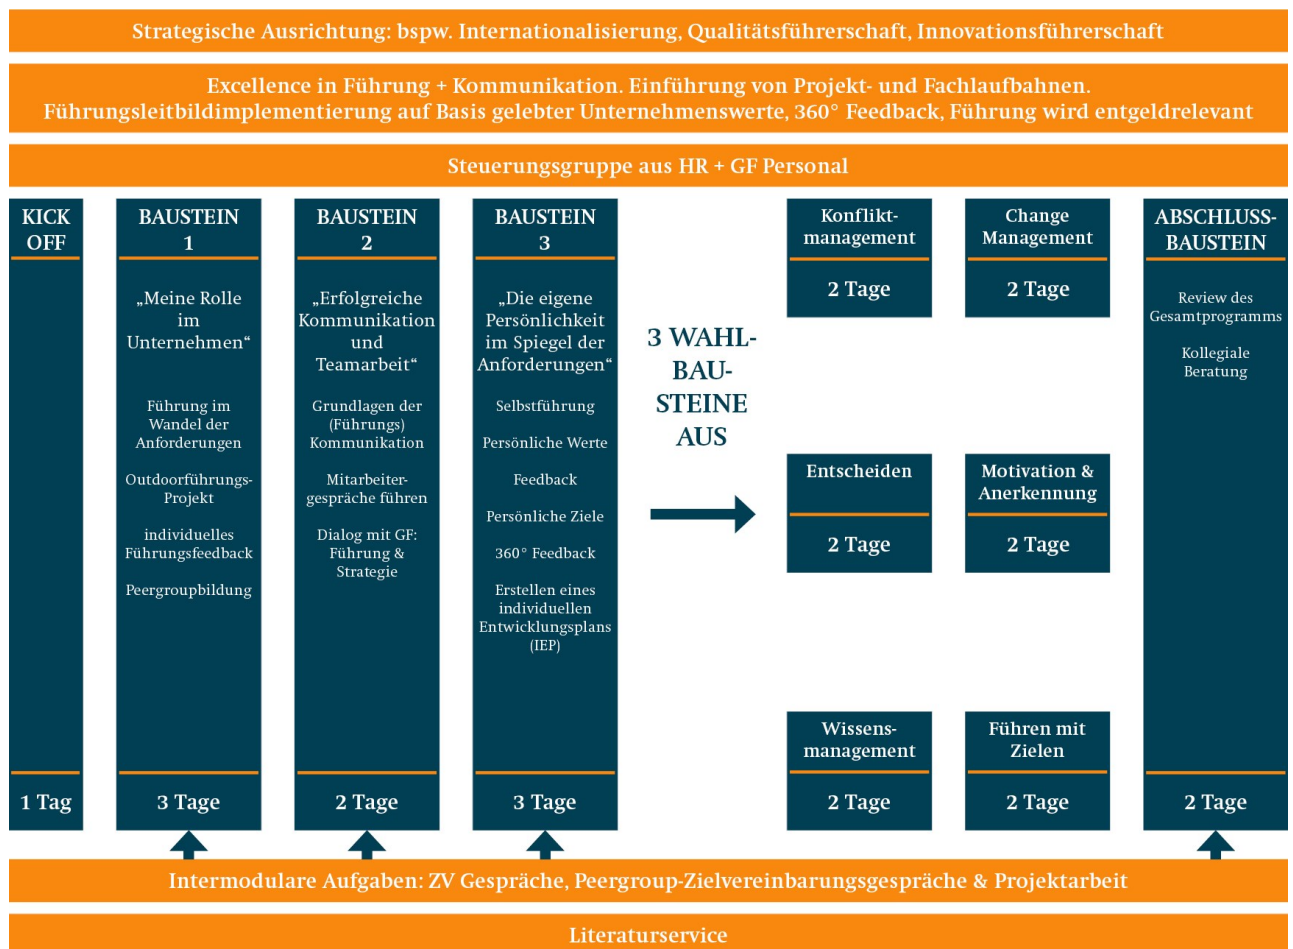 Strategische Ausrichtung: bspw. Internationalisierung, Qualitätsführerschaft, Innovationsführerschaft
Excellence in Führung + Kommunikation. Einführung von Projekt- und Fachlaufbahnen.
Führungsleitbildimplementierung auf Basis gelebter Unternehmenswerte, 360° Feedback, Führung wird entgeldrelevant
Steuerungsgruppe aus HR + GF Personal
KICK
OFF
1 Tag
BAUSTEIN
1
„Meine Rolle
im
Unternehmen“
Führung im
Wandel der
Anforderungen
Outdoorführungs-
Projekt
individuelles
Führungsfeedback
Peergroupbildung
3 Tage
BAUSTEIN
2
„Erfolgreiche
Kommunikation
und
Teamarbeit“
Grundlagen der
(Führungs)
Kommunikation
Mitarbeiter-
gespräche führen
Dialog mit GF:
Führung &
Strategie
2 Tage
BAUSTEIN
3
„Die eigene
Persönlichkeit
im Spiegel der
Anforderungen“
Selbstführung
Persönliche Werte
Feedback
Persönliche Ziele
360° Feedback
Erstellen eines
individuellen
Entwicklungsplans
(IEP)
3 Tage
3 WAHL-
BAU-
STEINE
AUS
Konflikt-
management
2 Tage
Change
Management
2 Tage
Entscheiden
2 Tage
Motivation &
Anerkennung
2 Tage
Wissens-
management
2 Tage
Führen mit
Zielen
2 Tage
ABSCHLUSS-
BAUSTEIN
Review des
Gesamtprogramms
Kollegiale
Beratung
2 Tage
Intermodulare Aufgaben: ZV Gespräche, Peergroup-Zielvereinbarungsgespräche & Projektarbeit
Literaturservice